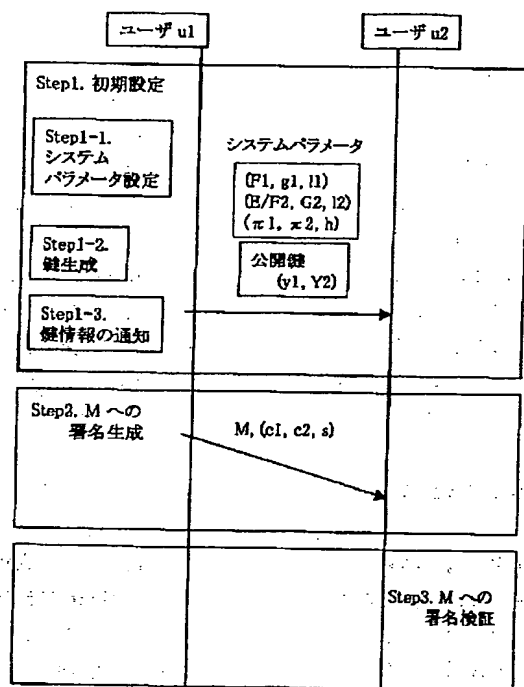 ユーザ u1
ユーザ u2
Step1. 初期設定
Step1-1.
システム
パラメータ設定
システムパラメータ
(F1, g1, l1)
(E/F2, G2, l2)
(π1, π2, h)
Step1-2.
鍵生成
公開鍵
(y1, Y2)
Step1-3.
鍵情報の通知
Step2. M への
署名生成
M, (c1, c2, s)
Step3. M への
署名検証